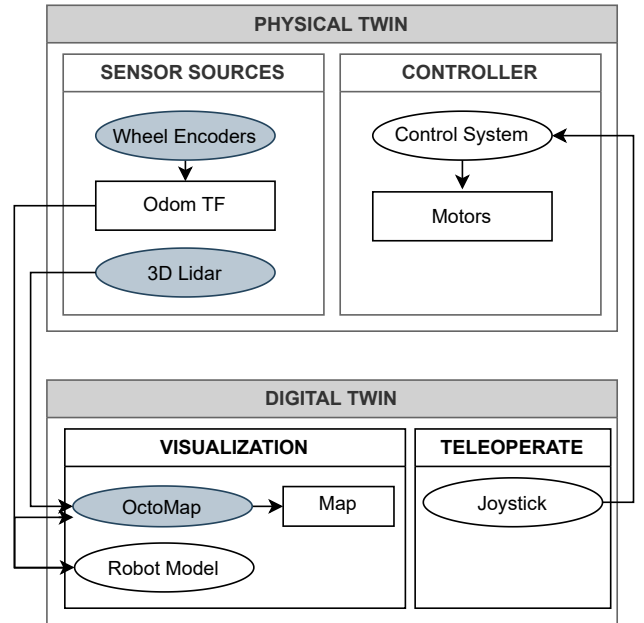 PHYSICAL TWIN
SENSOR SOURCES
Wheel Encoders
Odom TF
3D Lidar
CONTROLLER
Control System
Motors
DIGITAL TWIN
VISUALIZATION
OctoMap
Map
Robot Model
TELEOPERATE
Joystick